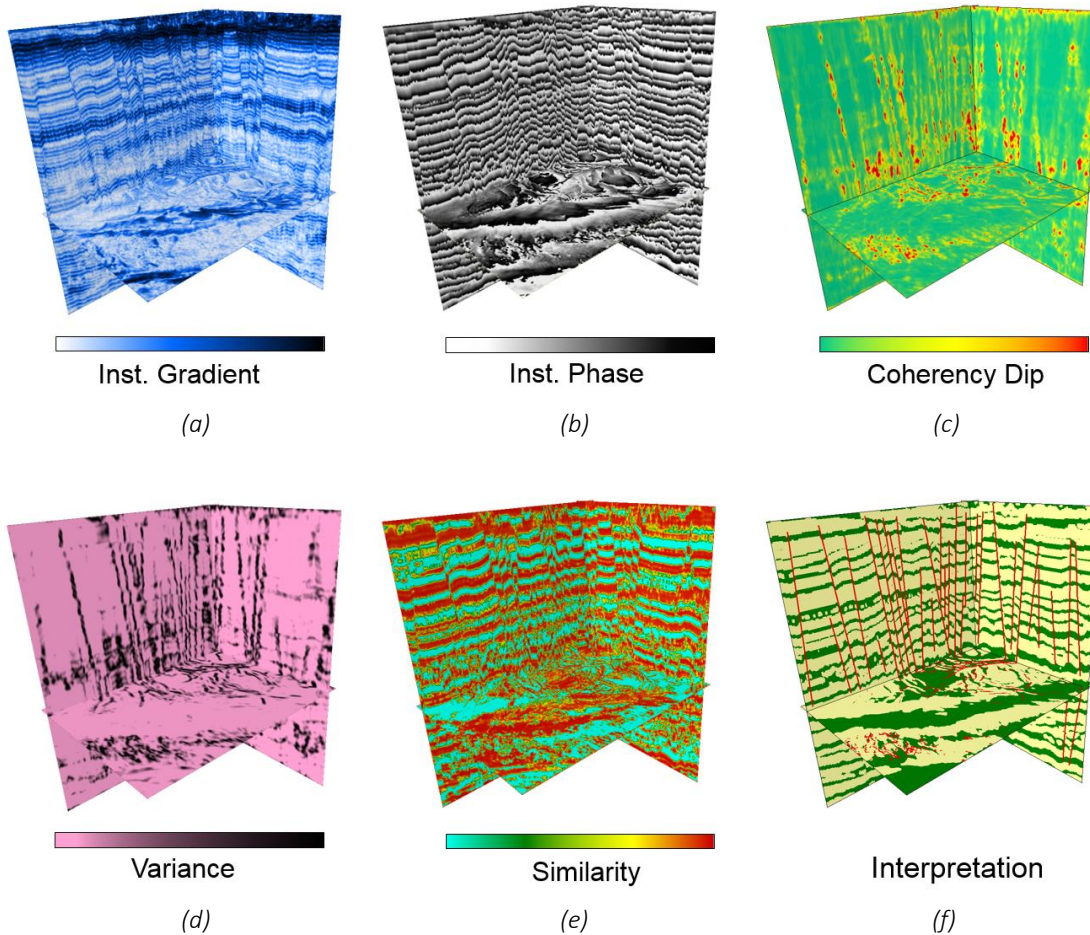 Inst. Gradient
Inst. Phase
Coherency Dip
(a)
(b)
(c)
Variance
Similarity
Interpretation
(d)
(e)
(f)